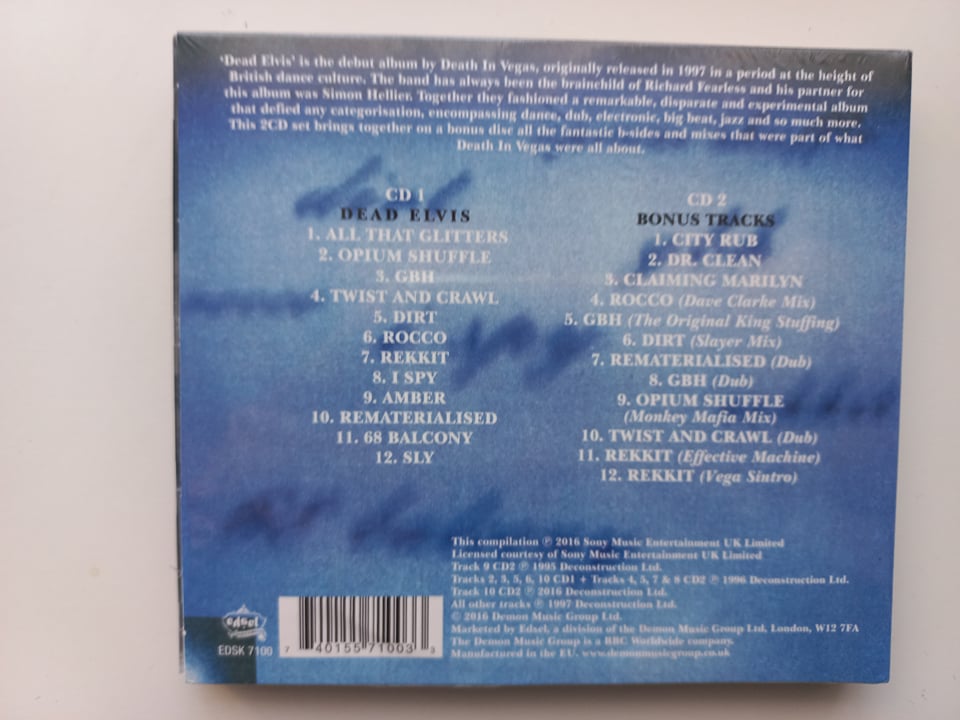 'Dead Elvis' is the debut album by Death In Vegas, originally released in 1997 in a period at the height of
British dance culture. The band has always been the brainchild of Richard Fearless and his partner for
this album was Simon Hellier. Together they fashioned a remarkable, disparate and experimental album
that defied any categorisation, encompassing dance, dub, electronic, big beat, jazz and so much more.
This 2CD set brings together on a bonus disc all the fantastic b-sides and mixes that were part of what
Death In Vegas were all about.
CD 1
DEAD ELVIS
1. ALL THAT GLITTERS
2. OPIUM SHUFFLE
3. GBH
4. TWIST AND CRAWL
5. DIRT
6. ROCCO
7. REKKIT
8. I SPY
9. AMBER
10. REMATERIALISED
11. 68 BALCONY
12. SLY
CD 2
BONUS TRACKS
1. CITY RUB
2. DR. CLEAN
3. CLAIMING MARILYN
4. ROCCO (Dave Clarke Mix)
5. GBH (The Original King Stuffing)
6. DIRT (Slayer Mix)
7. REMATERIALISED (Dub)
8. GBH (Dub)
9. OPIUM SHUFFLE
(Monkey Mafia Mix)
10. TWIST AND CRAWL (Dub)
11. REKKIT (Effective Machine)
12. REKKIT (Vega Sintro)
This compilation ℗ 2016 Sony Music Entertainment UK Limited
Licensed courtesy of Sony Music Entertainment UK Limited
Track 9 CD2 ℗ 1995 Deconstruction Ltd.
Tracks 2, 3, 5, 6, 10 CD1 + Tracks 4, 5, 7 & 8 CD2 ℗ 1996 Deconstruction Ltd.
Track 10 CD2 ℗ 2016 Deconstruction Ltd.
All other tracks ℗ 1997 Deconstruction Ltd.
© 2016 Demon Music Group Ltd.
Marketed by Edsel, a division of the Demon Music Group Ltd, London, W12 7FA
The Demon Music Group is a BBC Worldwide company.
Manufactured in the EU. www.demonmusicgroup.co.uk
edsel
EDSK 7100
7 40155 71003 3